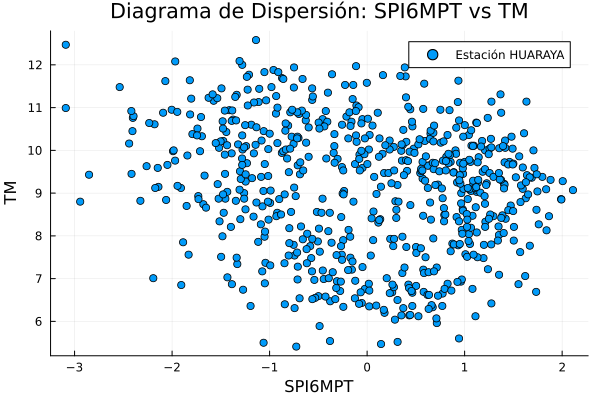 Diagrama de Dispersión: SPI6MPT vs TM
Estación HUARAYA
TM
12
11
10
9
8
7
6
−3 −2 −1 0 1 2
SPI6MPT